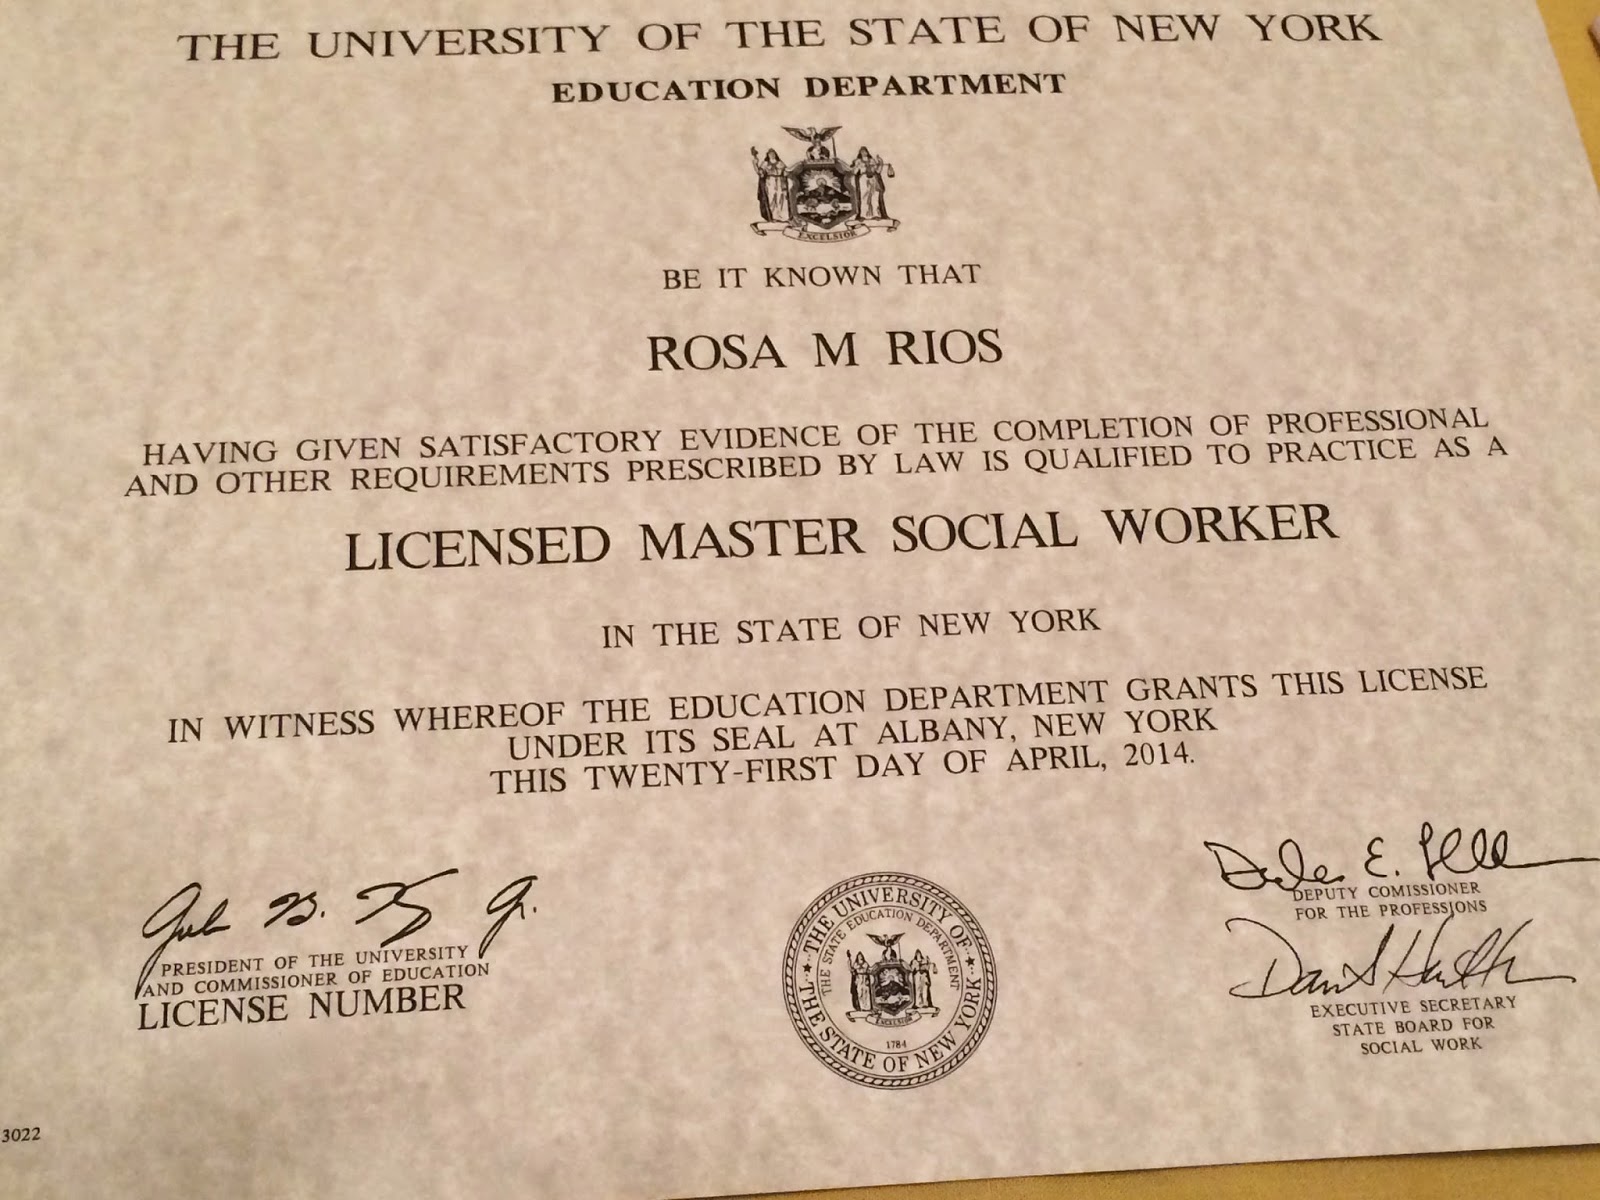 THE UNIVERSITY OF THE STATE OF NEW YORK
EDUCATION DEPARTMENT
EXCELSIOR
BE IT KNOWN THAT
ROSA M RIOS
HAVING GIVEN SATISFACTORY EVIDENCE OF THE COMPLETION OF PROFESSIONAL
AND OTHER REQUIREMENTS PRESCRIBED BY LAW IS QUALIFIED TO PRACTICE AS A
LICENSED MASTER SOCIAL WORKER
IN THE STATE OF NEW YORK
IN WITNESS WHEREOF THE EDUCATION DEPARTMENT GRANTS THIS LICENSE
UNDER ITS SEAL AT ALBANY, NEW YORK
THIS TWENTY-FIRST DAY OF APRIL, 2014.
PRESIDENT OF THE UNIVERSITY
AND COMMISSIONER OF EDUCATION
LICENSE NUMBER
THE UNIVERSITY OF THE STATE OF NEW YORK
THE STATE EDUCATION DEPARTMENT
EXCELSIOR
1784
DEPUTY COMISSIONER
FOR THE PROFESSIONS
EXECUTIVE SECRETARY
STATE BOARD FOR
SOCIAL WORK
3022